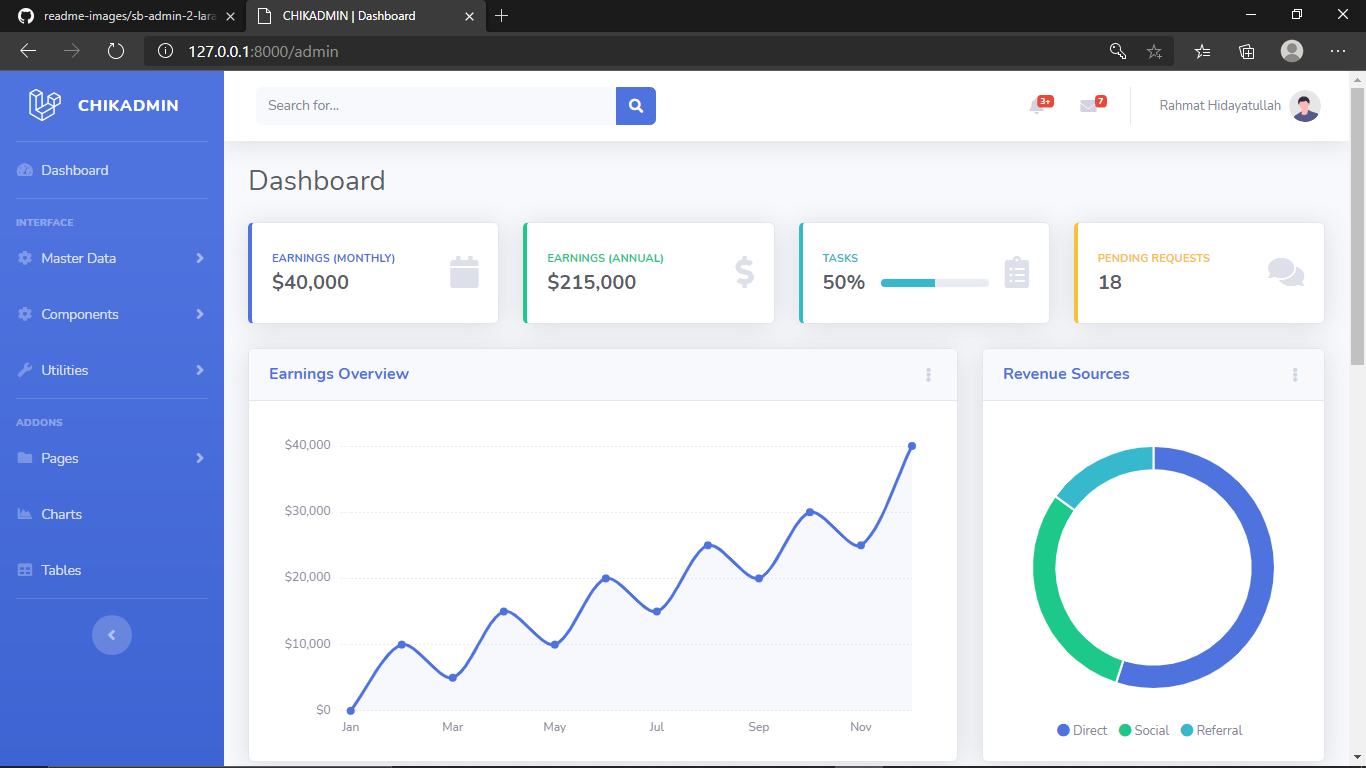 readme-images/sb-admin-2-lara
CHIKADMIN | Dashboard
127.0.0.1:8000/admin
CHIKADMIN
Search for...
3+
7
Rahmat Hidayatullah
Dashboard
INTERFACE
Master Data
Components
Utilities
ADDONS
Pages
Charts
Tables
Dashboard
EARNINGS (MONTHLY)
$40,000
EARNINGS (ANNUAL)
$215,000
TASKS
50%
PENDING REQUESTS
18
Earnings Overview
$40,000
$30,000
$20,000
$10,000
$0
Jan Mar May Jul Sep Nov
Revenue Sources
Direct Social Referral